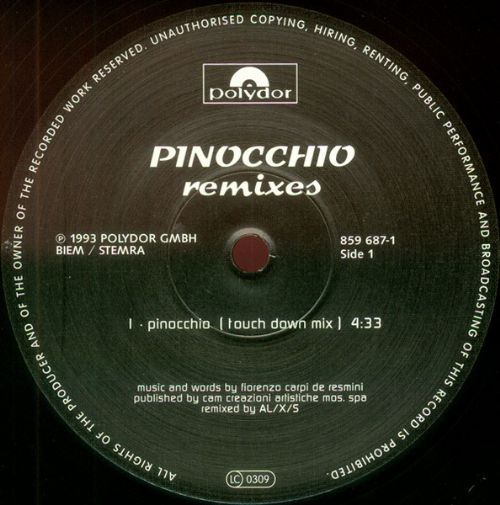 ALL RIGHTS OF THE PRODUCER AND OF THE OWNER OF THE RECORDED WORK RESERVED. UNAUTHORISED COPYING, HIRING, RENTING, PUBLIC PERFORMANCE AND BROADCASTING OF THIS RECORD IS PROHIBITED.
polydor
PINOCCHIO
remixes
℗ 1993 POLYDOR GMBH
BIEM / STEMRA
859 687-1
Side 1
1 · pinocchio (touch down mix) 4:33
music and words by fiorenzo carpi de resmini
published by cam creazioni artistiche mos. spa
remixed by AL/X/S
LC 0309